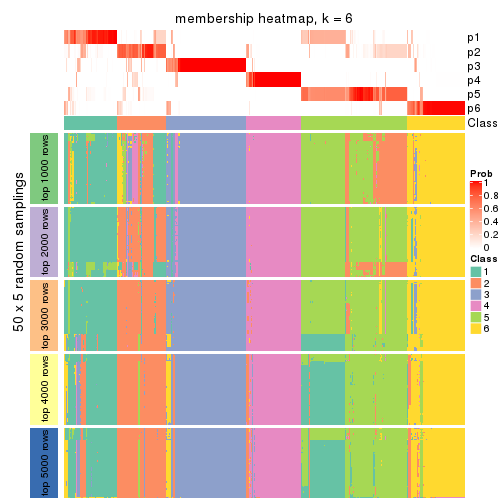 membership heatmap, k = 6
p1
p2
p3
p4
p5
p6
Class
50 x 5 random samplings
top 1000 rows
top 2000 rows
top 3000 rows
top 4000 rows
top 5000 rows
Prob
1
0.8
0.6
0.4
0.2
0
Class
1
2
3
4
5
6